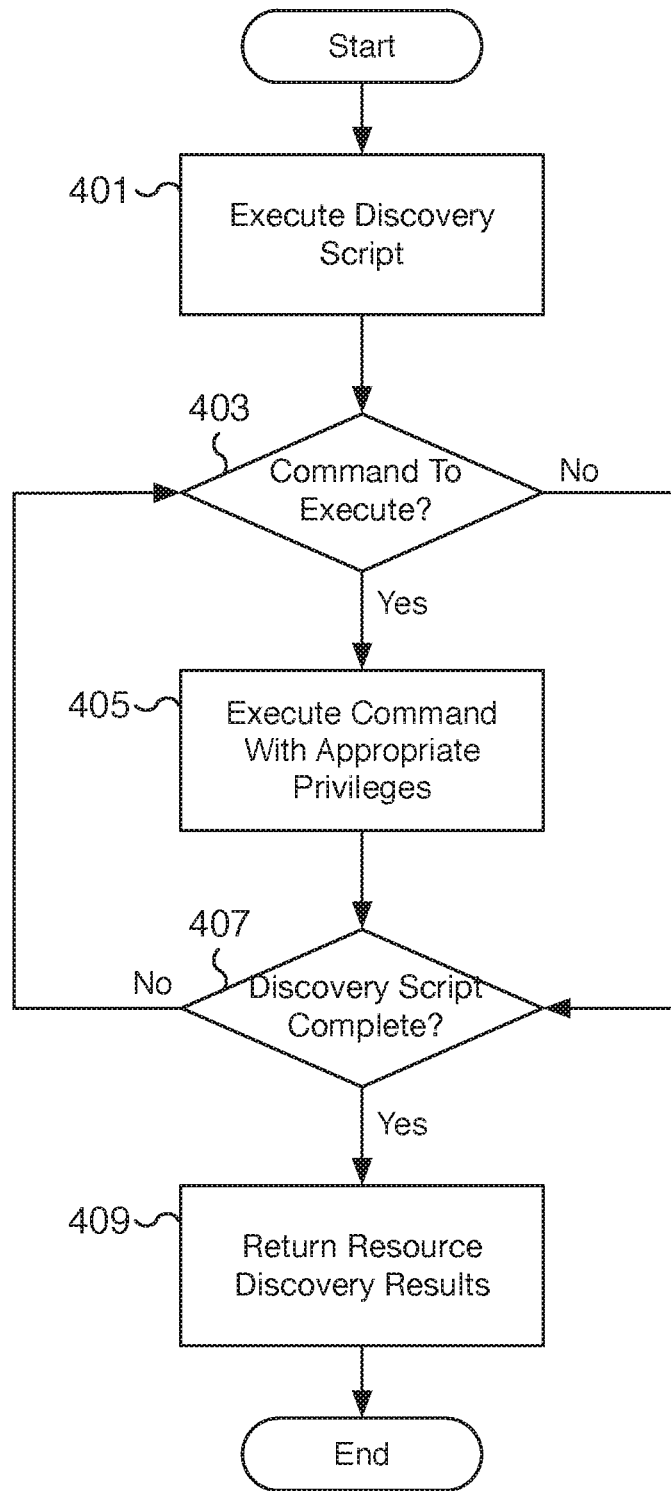 Start
401
Execute Discovery
Script
403
Command To
Execute?
No
Yes
405
Execute Command
With Appropriate
Privileges
407
No
Discovery Script
Complete?
Yes
409
Return Resource
Discovery Results
End